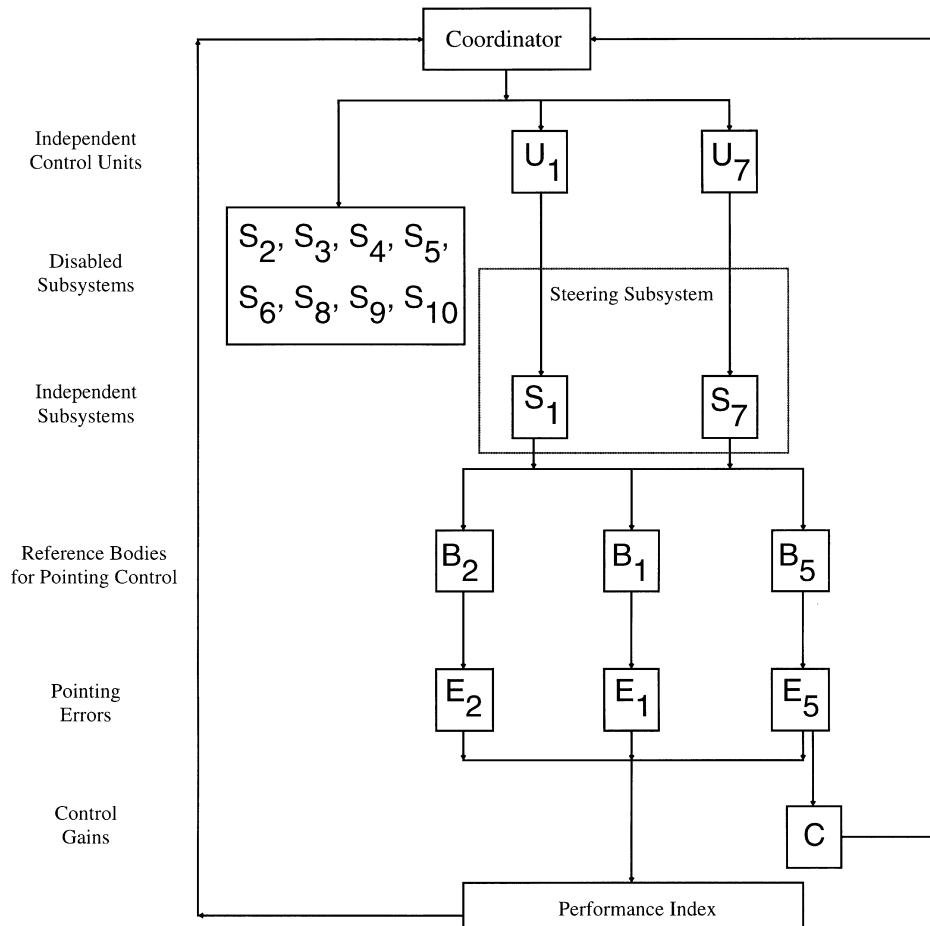 Coordinator
Independent
Control Units
U1
U7
S2, S3, S4, S5,
Disabled
Subsystems
S6, S8, S9, S10
Steering Subsystem
Independent
Subsystems
S1
S7
Reference Bodies
for Pointing Control
B2
B1
B5
Pointing
Errors
E2
E1
E5
Control
Gains
C
Performance Index